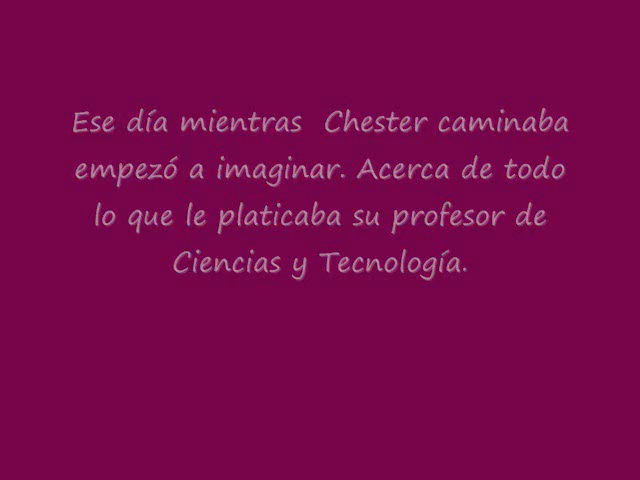 Ese día mientras  Chester caminaba
empezó a imaginar. Acerca de todo
lo que le platicaba su profesor de
Ciencias y Tecnología.